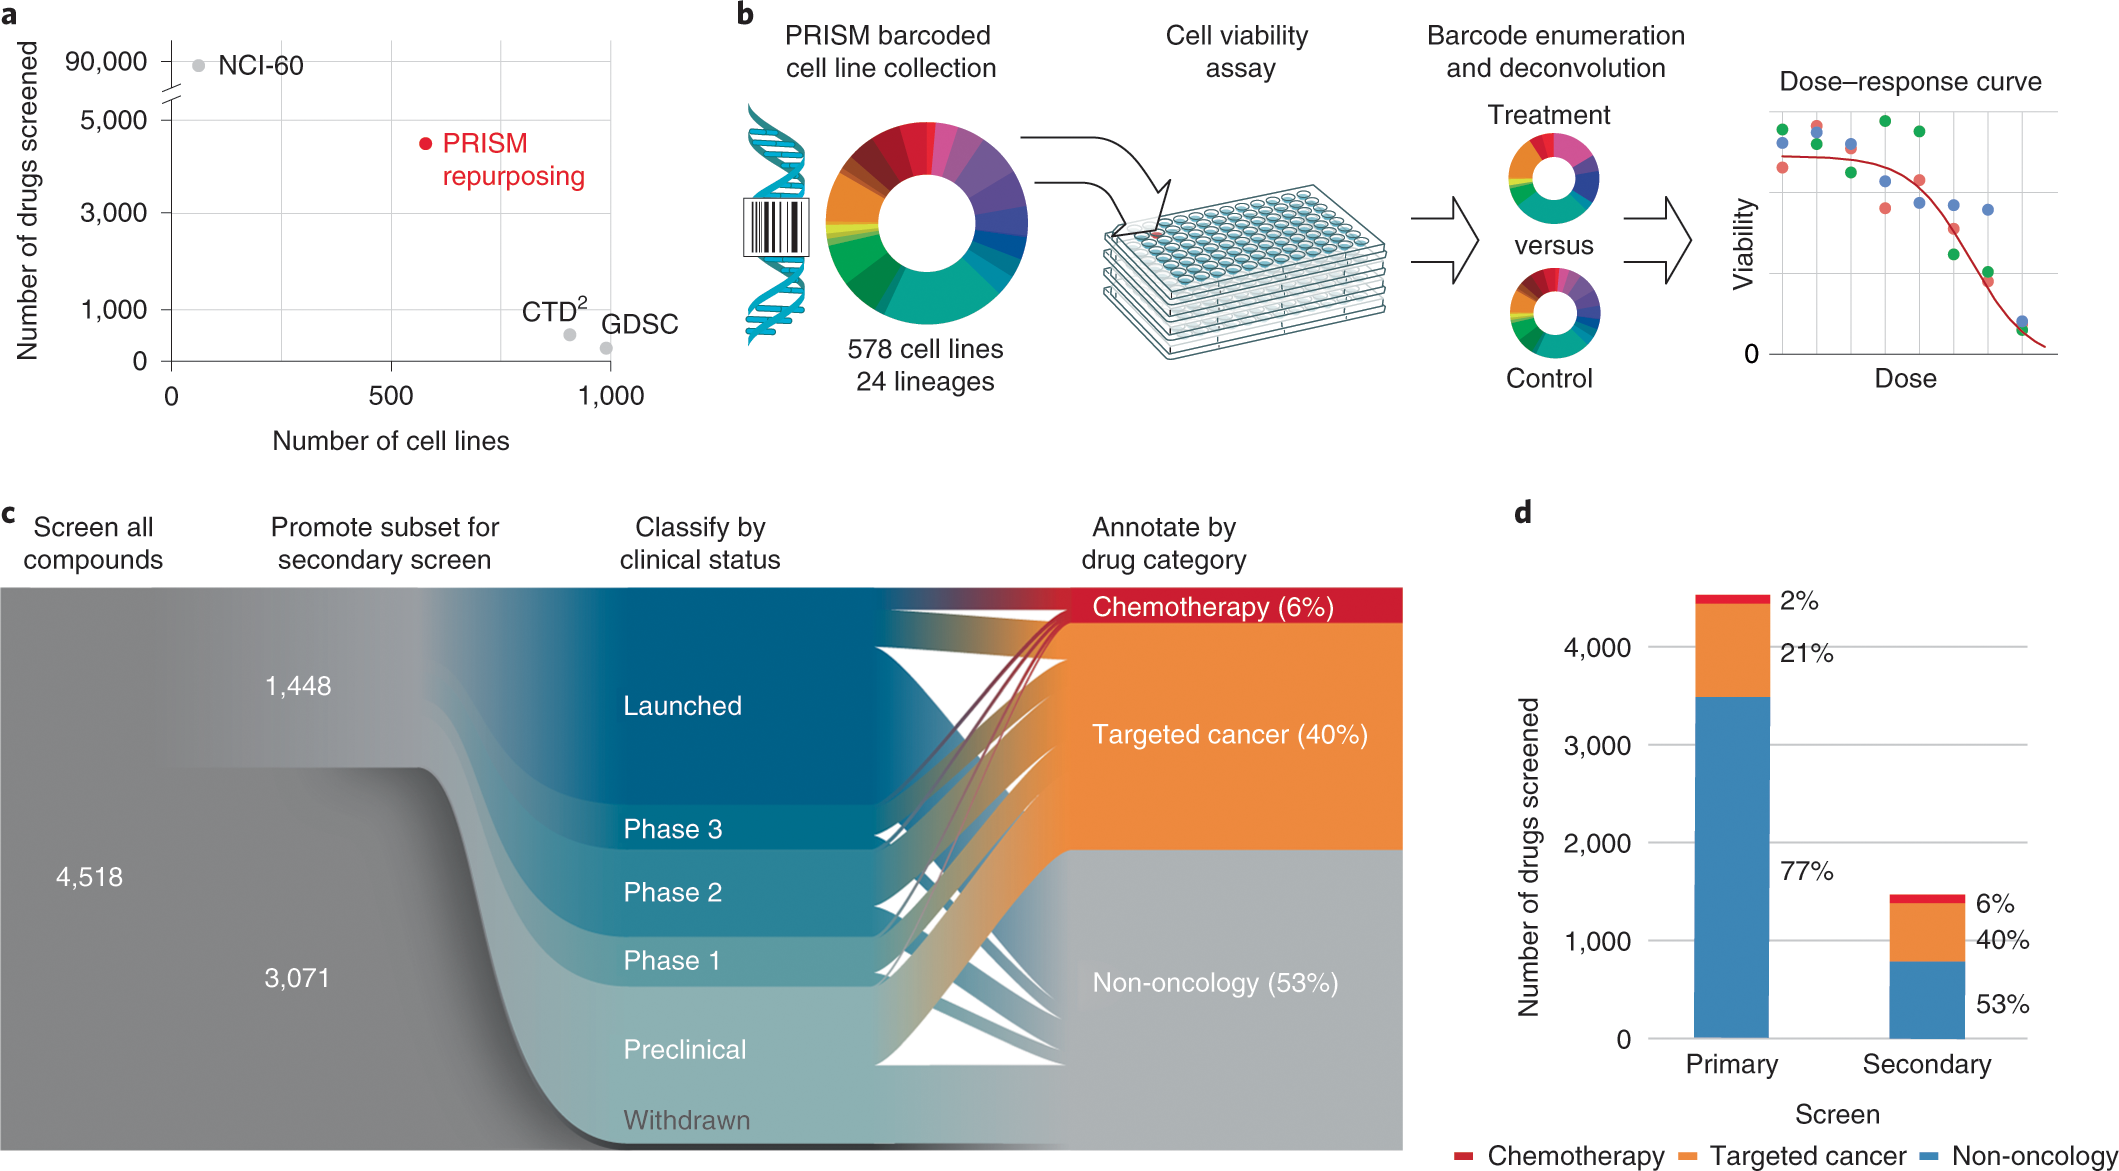 a
Number of drugs screened
90,000
5,000
3,000
1,000
0
NCI-60
PRISM
repurposing
CTD2
GDSC
0
500
1,000
Number of cell lines
b
PRISM barcoded
cell line collection
578 cell lines
24 lineages
Cell viability
assay
Barcode enumeration
and deconvolution
Treatment
versus
Control
Dose–response curve
Viability
0
Dose
c
Screen all
compounds
Promote subset for
secondary screen
Classify by
clinical status
Annotate by
drug category
4,518
1,448
3,071
Launched
Phase 3
Phase 2
Phase 1
Preclinical
Withdrawn
Chemotherapy (6%)
Targeted cancer (40%)
Non-oncology (53%)
d
Number of drugs screened
4,000
3,000
2,000
1,000
0
2%
21%
77%
6%
40%
53%
Primary
Secondary
Screen
Chemotherapy
Targeted cancer
Non-oncology